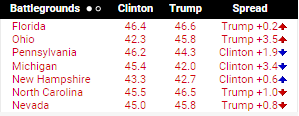 Battlegrounds Clinton Trump Spread
Florida 46.4 46.6 Trump +0.2
Ohio 42.3 45.8 Trump +3.5
Pennsylvania 46.2 44.3 Clinton +1.9
Michigan 45.4 42.0 Clinton +3.4
New Hampshire 43.3 42.7 Clinton +0.6
North Carolina 45.5 46.5 Trump +1.0
Nevada 45.0 45.8 Trump +0.8